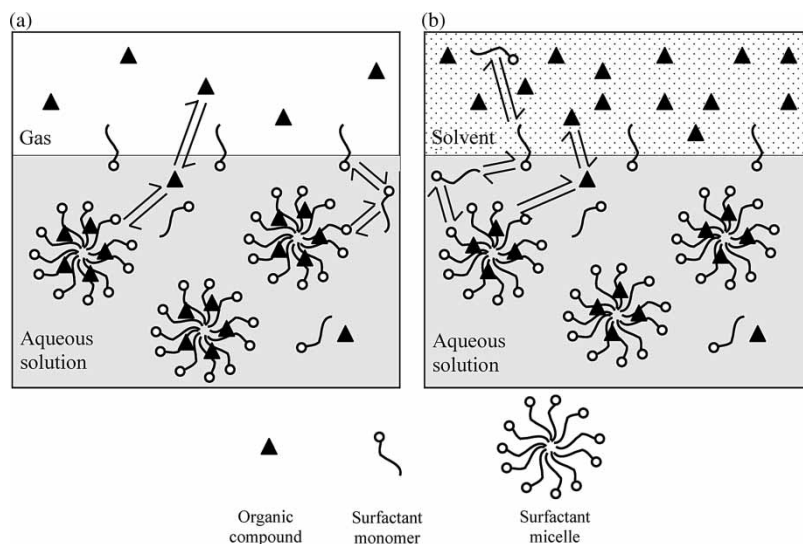 (a)
(b)
Gas
Solvent
Aqueous
solution
Aqueous
solution
Organic
compound
Surfactant
monomer
Surfactant
micelle